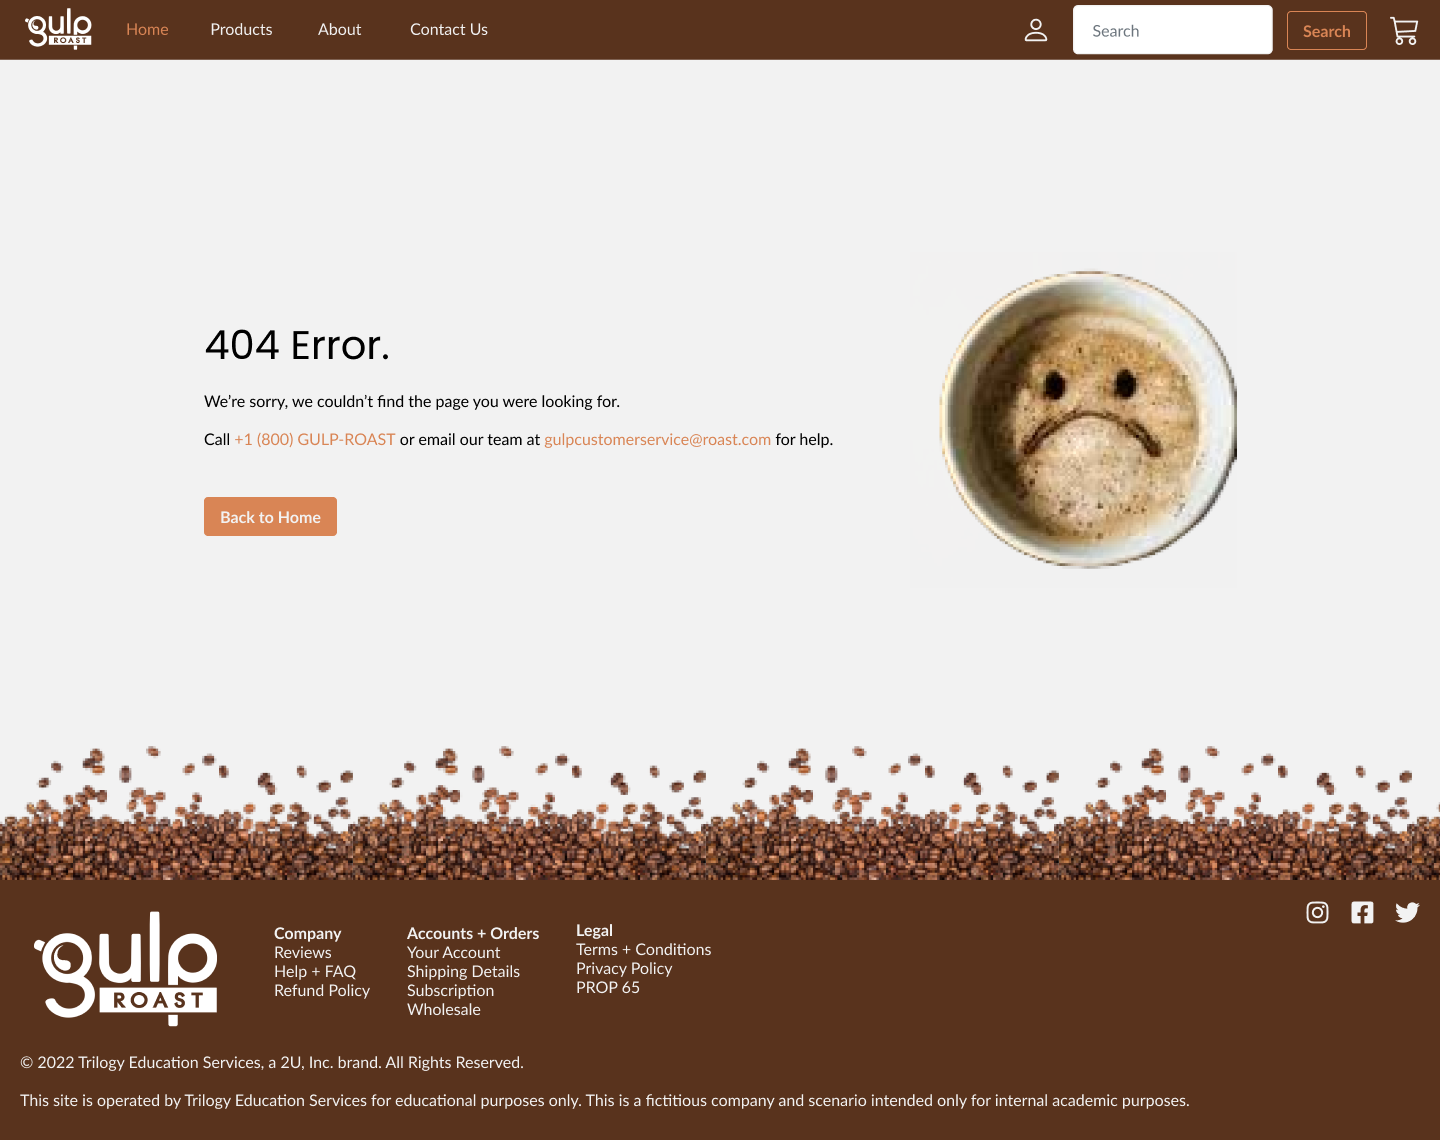 gulp
ROAST
Home
Products
About
Contact Us
Search
Search
404 Error.
We’re sorry, we couldn’t find the page you were looking for.
Call +1 (800) GULP-ROAST or email our team at gulpcustomerservice@roast.com for help.
Back to Home
gulp
ROAST
Company
Reviews
Help + FAQ
Refund Policy
Accounts + Orders
Your Account
Shipping Details
Subscription
Wholesale
Legal
Terms + Conditions
Privacy Policy
PROP 65
© 2022 Trilogy Education Services, a 2U, Inc. brand. All Rights Reserved.
This site is operated by Trilogy Education Services for educational purposes only. This is a fictitious company and scenario intended only for internal academic purposes.